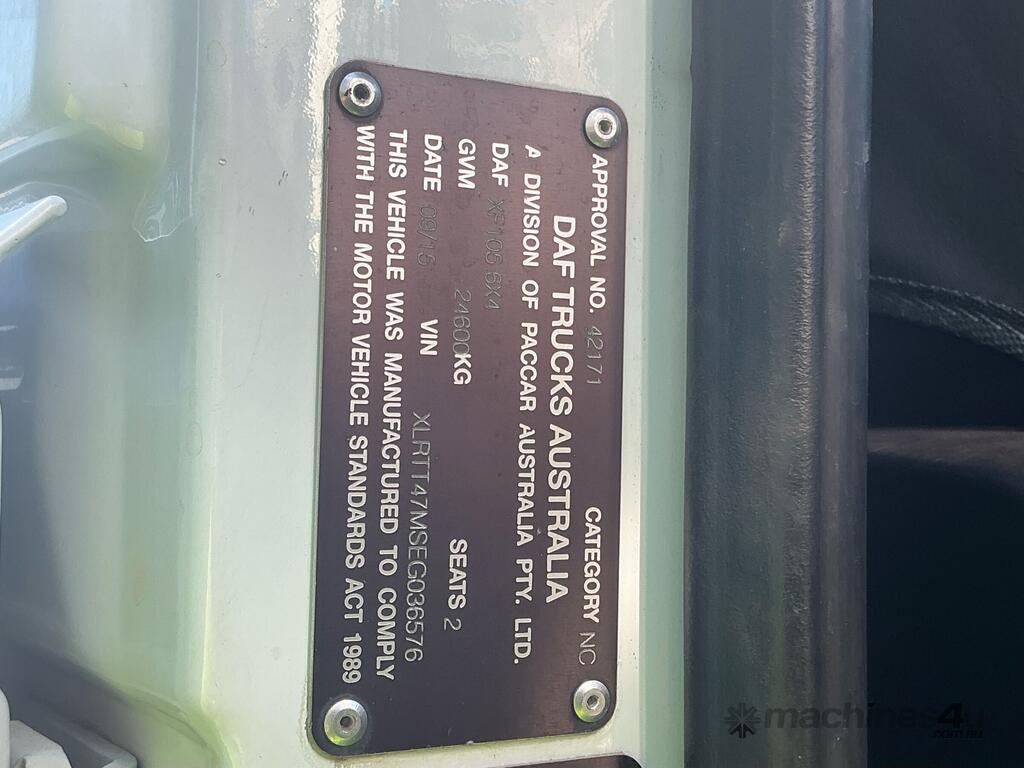 APPROVAL NO. 42171 CATEGORY NC
DAF TRUCKS AUSTRALIA
A DIVISION OF PACCAR AUSTRALIA PTY. LTD.
DAF XF105 6X4
GVM 24600KG SEATS 2
DATE 09/15 VIN XLRTT47MSEG036576
THIS VEHICLE WAS MANUFACTURED TO COMPLY
WITH THE MOTOR VEHICLE STANDARDS ACT 1989
machines4u
.com.au